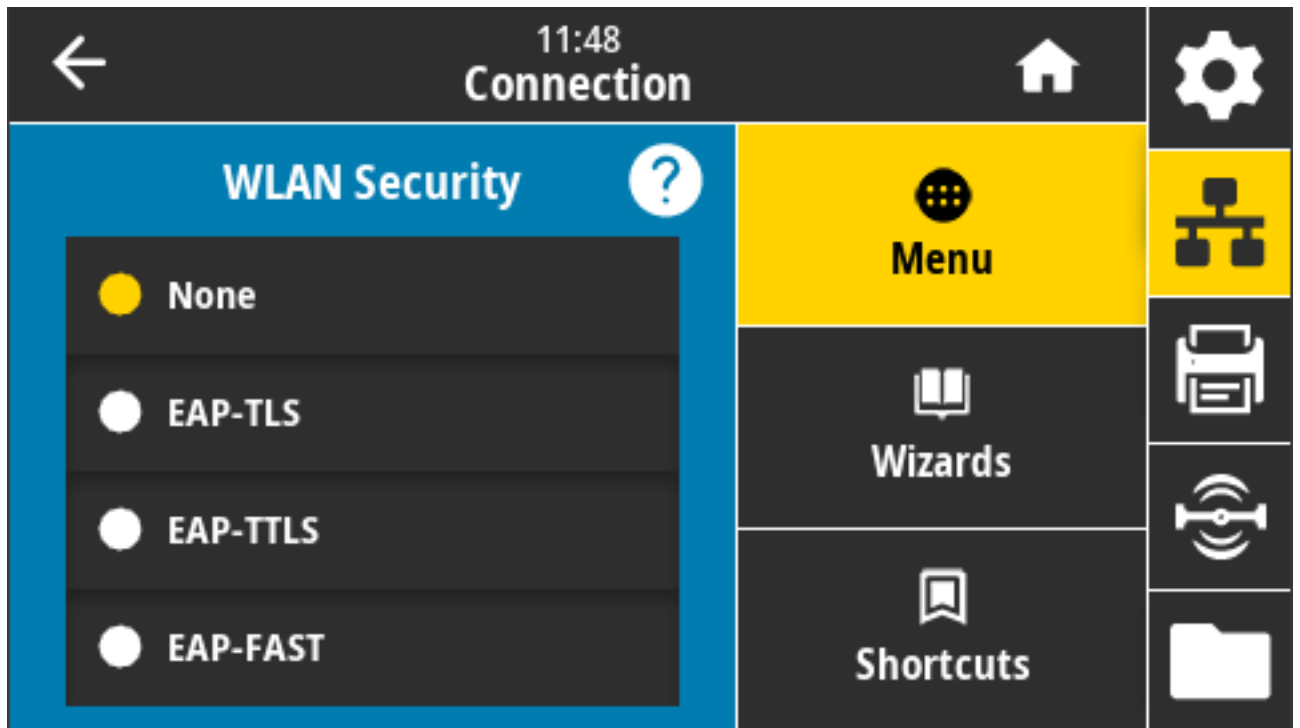 11:48
Connection
WLAN Security
?
None
EAP-TLS
EAP-TTLS
EAP-FAST
Menu
Wizards
Shortcuts